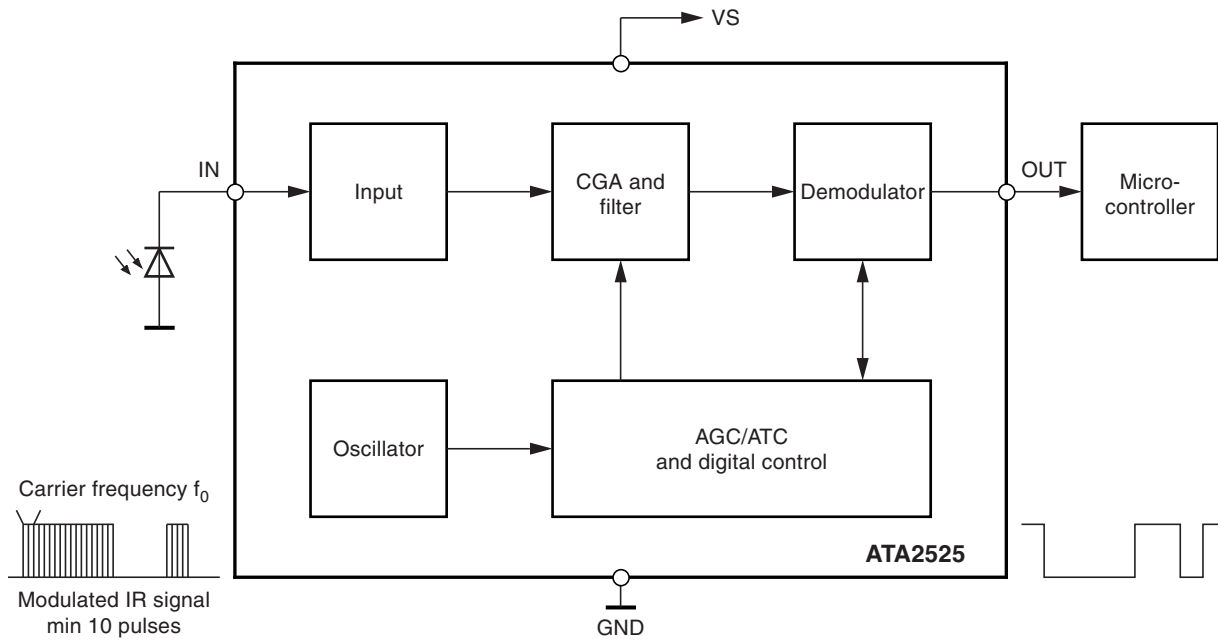 VS
IN
Input
CGA and
filter
Demodulator
OUT
Micro-
controller
Oscillator
AGC/ATC
and digital control
Carrier frequency f0
ATA2525
Modulated IR signal
min 10 pulses
GND